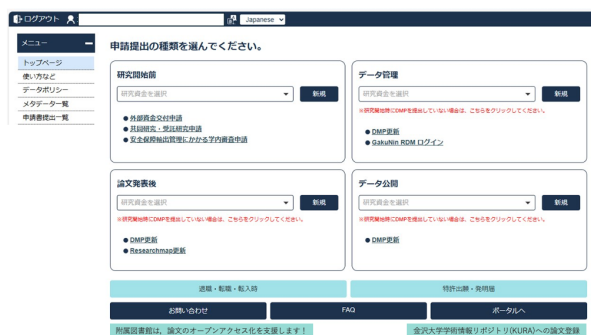 ログアウト
Japanese
メニュー
トップページ
使い方など
データポリシー
メタデータ一覧
申請書提出一覧
申請提出の種類を選んでください。
研究開始前
研究資金を選択
新規
外部資金交付申請
共同研究・受託研究申請
安全保障輸出管理にかかる学内審査申請
データ管理
研究資金を選択
新規
※研究開始時にDMPを提出していない場合は、こちらをクリックしてください。
DMP更新
GakuNin RDM ログイン
論文発表後
研究資金を選択
新規
※研究開始時にDMPを提出していない場合は、こちらをクリックしてください。
DMP更新
Researchmap更新
データ公開
研究資金を選択
新規
※研究開始時にDMPを提出していない場合は、こちらをクリックしてください。
DMP更新
退職・転職・転入時
特許出願・発明届
お問い合わせ
FAQ
ポータルへ
附属図書館は、論文のオープンアクセス化を支援します！
金沢大学学術情報リポジトリ(KURA)への論文登録